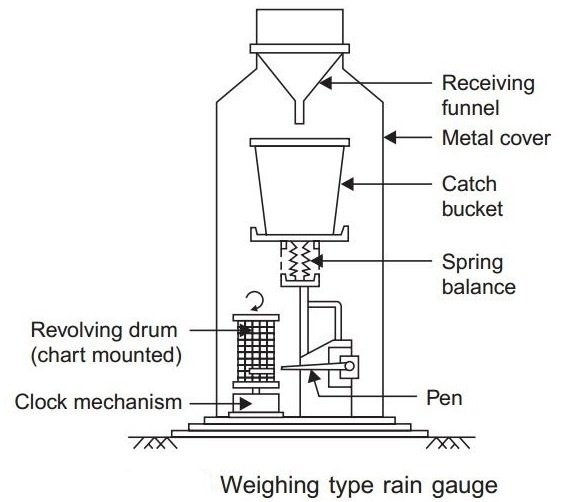 Receiving
funnel
Metal cover
Catch
bucket
Spring
balance
Revolving drum
(chart mounted)
Clock mechanism
Pen
Weighing type rain gauge